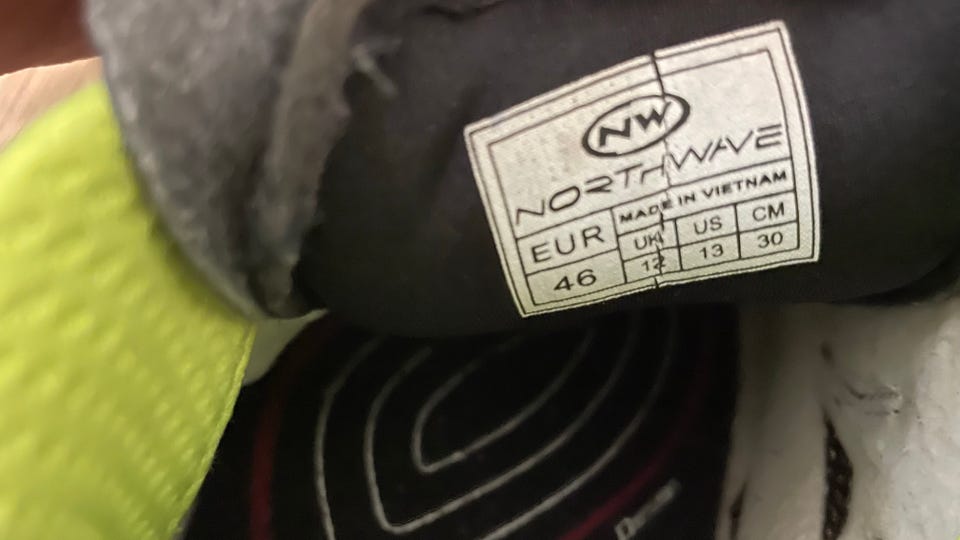 NW
NORTHWAVE
MADE IN VIETNAM
EUR UK US CM
46 12 13 30